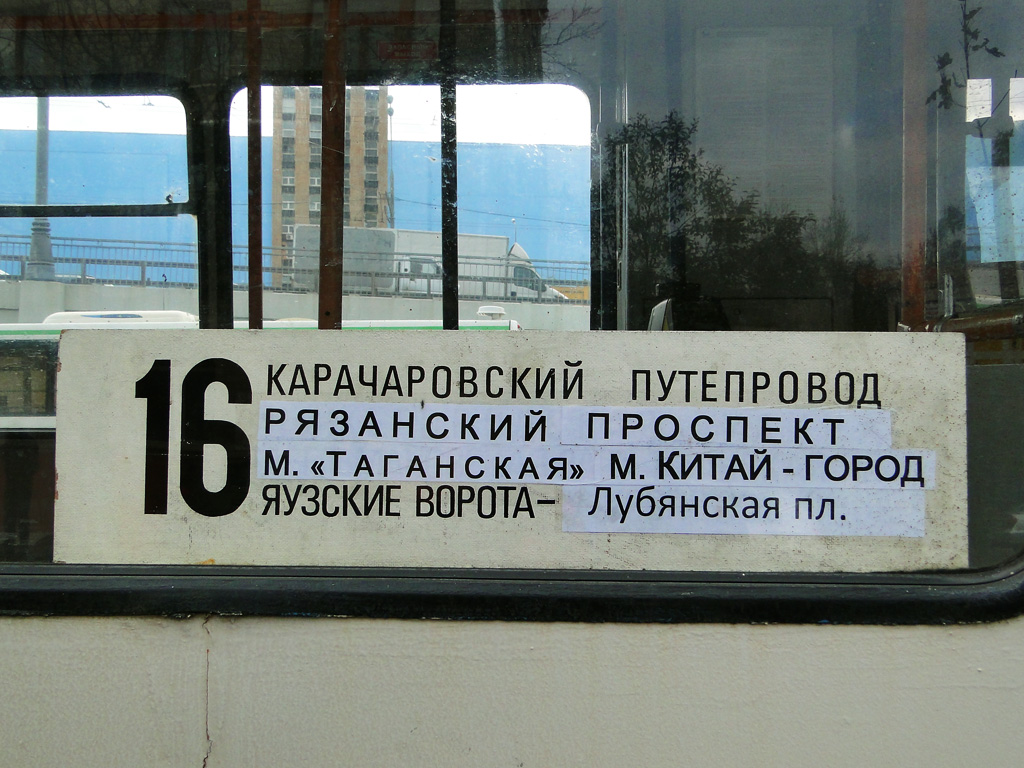 16
КАРАЧАРОВСКИЙ ПУТЕПРОВОД
РЯЗАНСКИЙ ПРОСПЕКТ
М. «ТАГАНСКАЯ» М. КИТАЙ - ГОРОД
ЯУЗСКИЕ ВОРОТА- Лубянская пл.